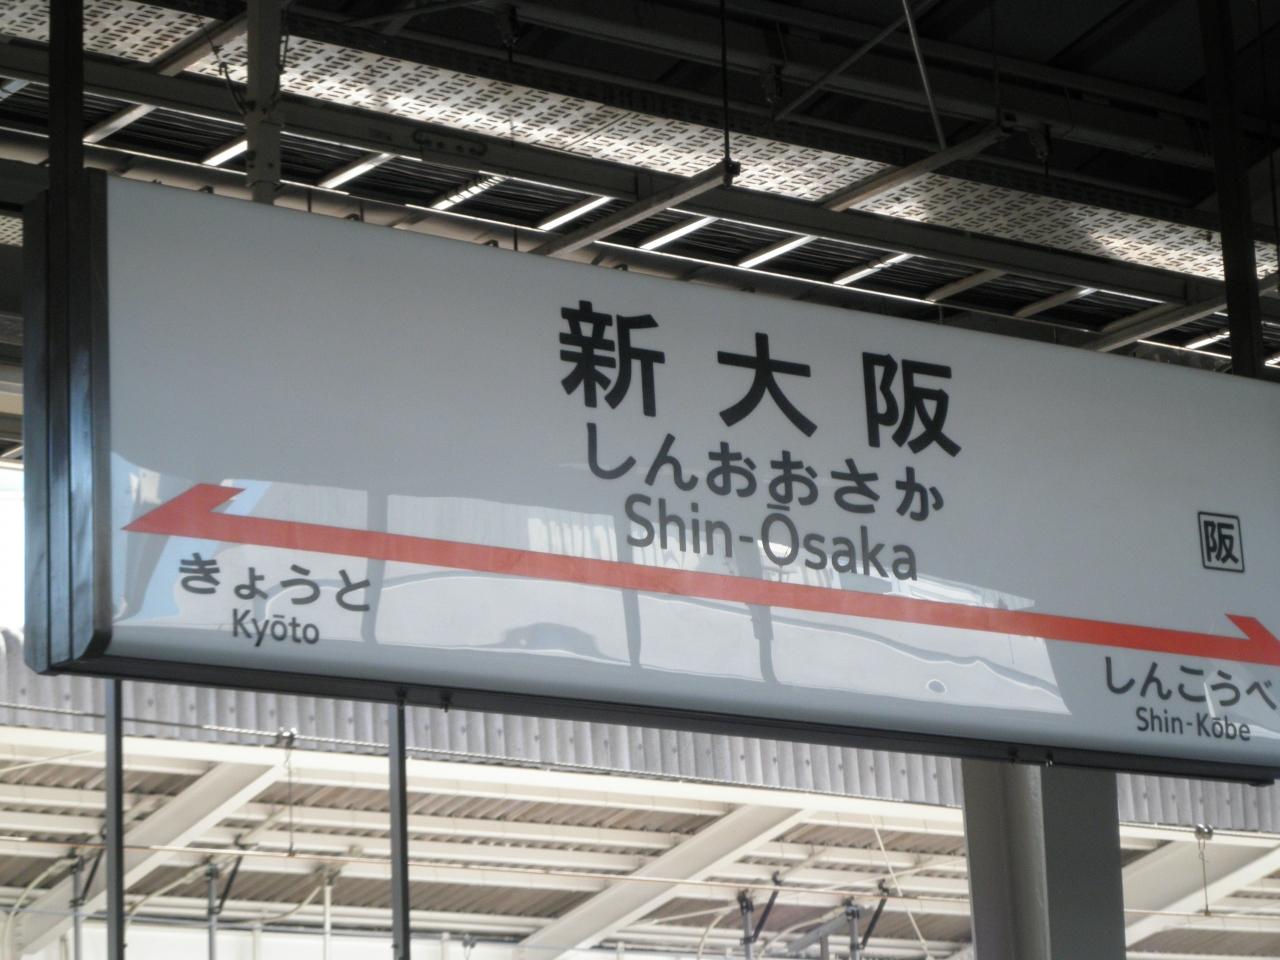 新大阪
しんおおさか
Shin-Ōsaka
阪
きょうと
Kyōto
しんこうべ
Shin-Kōbe